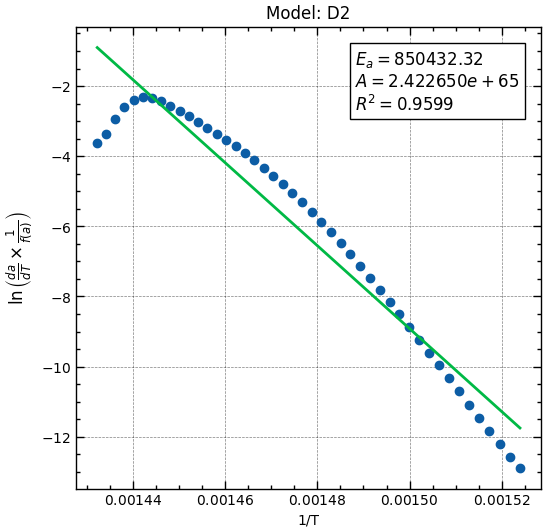 Model: D2
E_a = 850432.32
A = 2.422650e + 65
R^2 = 0.9599
−2
−4
−6
−8
−10
−12
ln (da/dT × 1/f(a))
0.00144 0.00146 0.00148 0.00150 0.00152
1/T